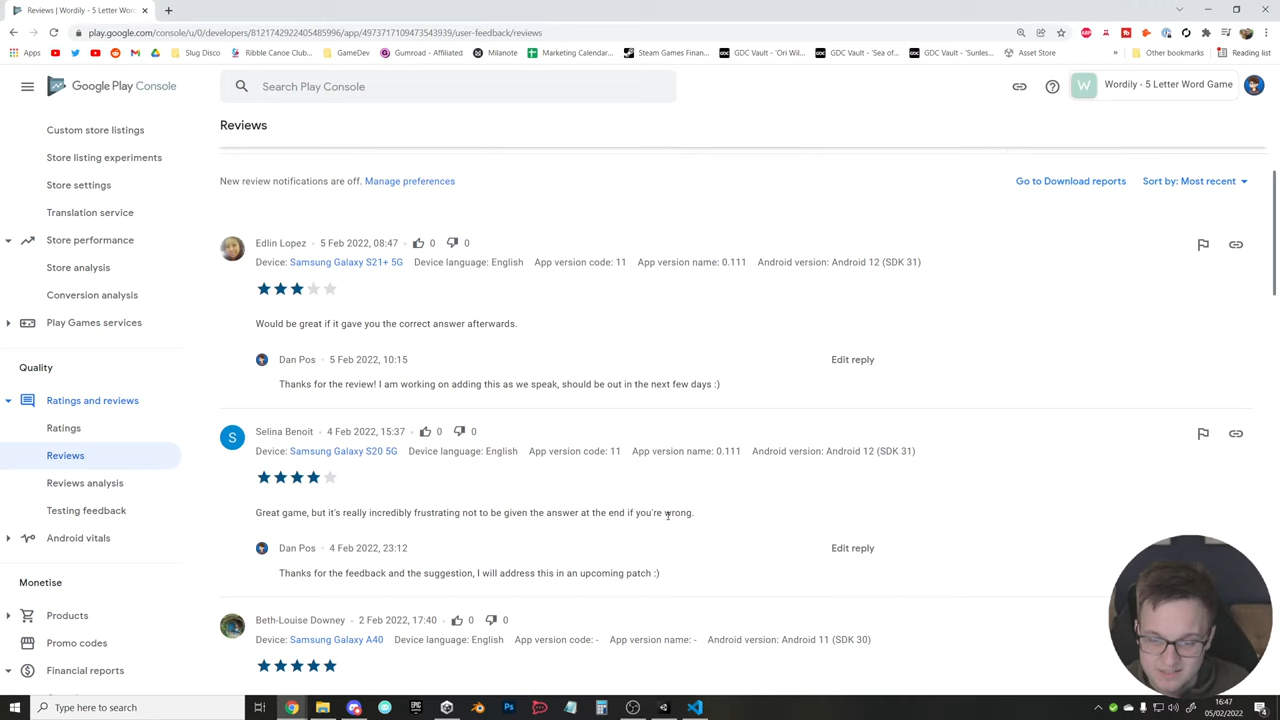 Reviews | Wordily - 5 Letter Word
play.google.com/console/u/0/developers/8121742922405485996/app/4973717109473543939/user-feedback/reviews
Apps
Slug Disco
Ribble Canoe Club...
GameDev
Gumroad - Affiliated
Milanote
Marketing Calendar...
Steam Games Finan...
GDC Vault - 'Ori Wil...
GDC Vault - 'Sea of...
GDC Vault - 'Sunles...
Asset Store
»
Other bookmarks
Reading list
Google Play Console
Search Play Console
W
Wordily - 5 Letter Word Game
Custom store listings
Store listing experiments
Store settings
Translation service
Store performance
Store analysis
Conversion analysis
Play Games services
Quality
Ratings and reviews
Ratings
Reviews
Reviews analysis
Testing feedback
Android vitals
Monetise
Products
Promo codes
Financial reports
Reviews
New review notifications are off. Manage preferences
Go to Download reports
Sort by: Most recent
Edlin Lopez • 5 Feb 2022, 08:47 • 0 0
Device: Samsung Galaxy S21+ 5G Device language: English App version code: 11 App version name: 0.111 Android version: Android 12 (SDK 31)
Would be great if it gave you the correct answer afterwards.
Dan Pos • 5 Feb 2022, 10:15
Edit reply
Thanks for the review! I am working on adding this as we speak, should be out in the next few days :)
S
Selina Benoit • 4 Feb 2022, 15:37 • 0 0
Device: Samsung Galaxy S20 5G Device language: English App version code: 11 App version name: 0.111 Android version: Android 12 (SDK 31)
Great game, but it's really incredibly frustrating not to be given the answer at the end if you're wrong.
Dan Pos • 4 Feb 2022, 23:12
Edit reply
Thanks for the feedback and the suggestion, I will address this in an upcoming patch :)
Beth-Louise Downey • 2 Feb 2022, 17:40 • 0 0
Device: Samsung Galaxy A40 Device language: English App version code: - App version name: - Android version: Android 11 (SDK 30)
Type here to search
16:47
05/02/2022